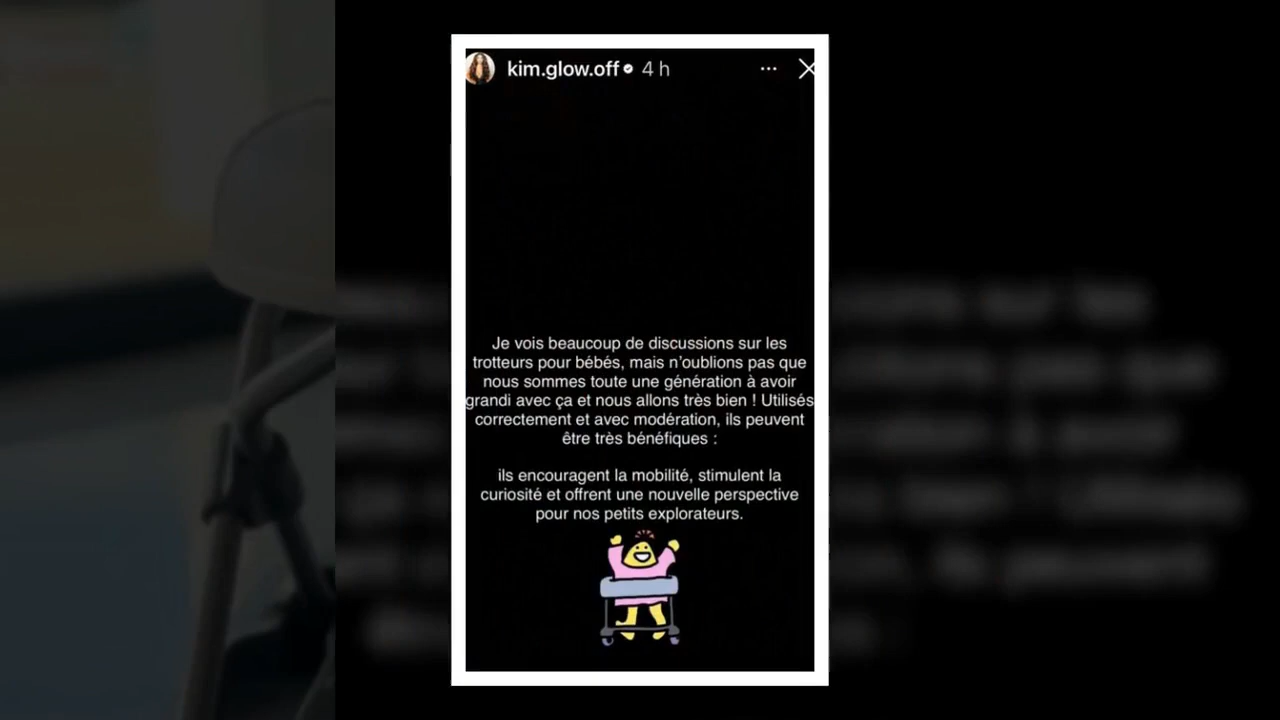 kim.glow.off 4 h
Je vois beaucoup de discussions sur les
trotteurs pour bébés, mais n'oublions pas que
nous sommes toute une génération à avoir
grandi avec ça et nous allons très bien ! Utilisés
correctement et avec modération, ils peuvent
être très bénéfiques :
ils encouragent la mobilité, stimulent la
curiosité et offrent une nouvelle perspective
pour nos petits explorateurs.